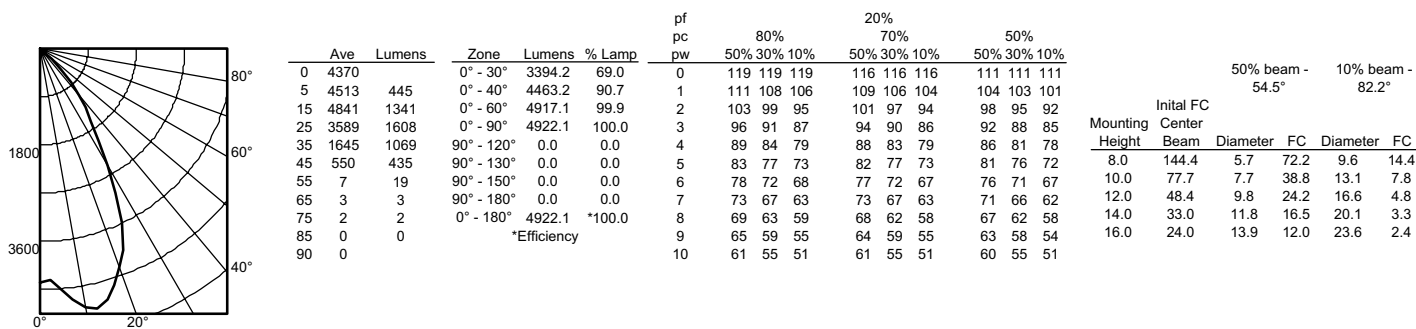 80°
60°
40°
20°
0°
1800
3600
Ave Lumens
0 4370
5 4513 445
15 4841 1341
25 3589 1608
35 1645 1069
45 550 435
55 7 19
65 3 3
75 2 2
85 0 0
90 0
Zone Lumens % Lamp
0° - 30° 3394.2 69.0
0° - 40° 4463.2 90.7
0° - 60° 4917.1 99.9
0° - 90° 4922.1 100.0
90° - 120° 0.0 0.0
90° - 130° 0.0 0.0
90° - 150° 0.0 0.0
90° - 180° 0.0 0.0
0° - 180° 4922.1 *100.0
*Efficiency
pf 20%
pc 80% 70% 50%
pw 50% 30% 10% 50% 30% 10% 50% 30% 10%
0 119 119 119 116 116 116 111 111 111
1 111 108 106 109 106 104 104 103 101
2 103 99 95 101 97 94 98 95 92
3 96 91 87 94 90 86 92 88 85
4 89 84 79 88 83 79 86 81 78
5 83 77 73 82 77 73 81 76 72
6 78 72 68 77 72 67 76 71 67
7 73 67 63 73 67 63 71 66 62
8 69 63 59 68 62 58 67 62 58
9 65 59 55 64 59 55 63 58 54
10 61 55 51 61 55 51 60 55 51
50% beam - 10% beam -
54.5° 82.2°
Inital FC
Mounting Center
Height Beam Diameter FC Diameter FC
8.0 144.4 5.7 72.2 9.6 14.4
10.0 77.7 7.7 38.8 13.1 7.8
12.0 48.4 9.8 24.2 16.6 4.8
14.0 33.0 11.8 16.5 20.1 3.3
16.0 24.0 13.9 12.0 23.6 2.4